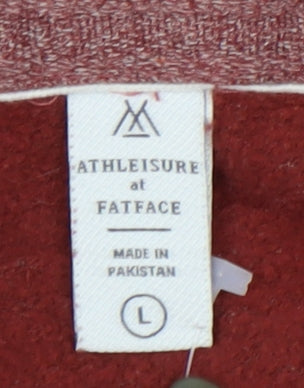 ATHLEISURE
at
FATFACE
MADE IN
PAKISTAN
L